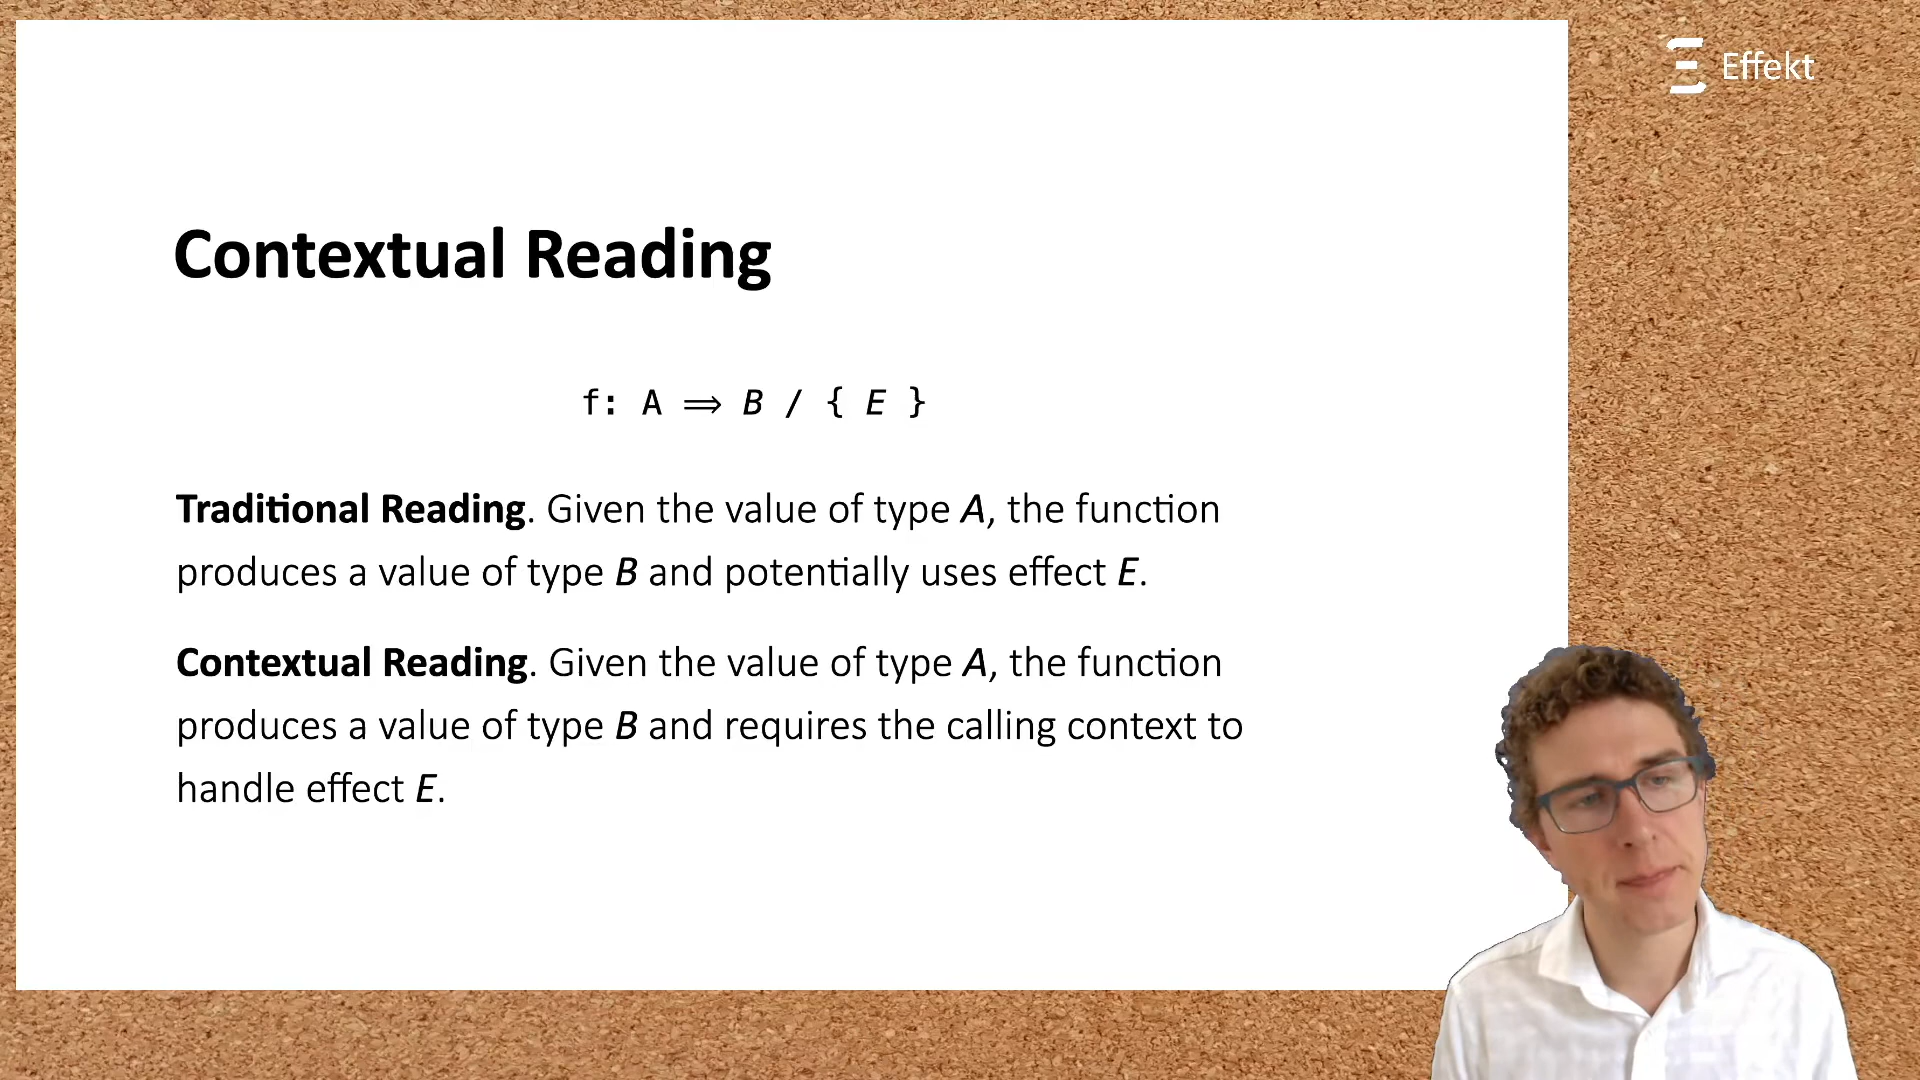 Effekt
Contextual Reading
f: A ⟹ B / { E }
Traditional Reading. Given the value of type A, the function
produces a value of type B and potentially uses effect E.
Contextual Reading. Given the value of type A, the function
produces a value of type B and requires the calling context to
handle effect E.